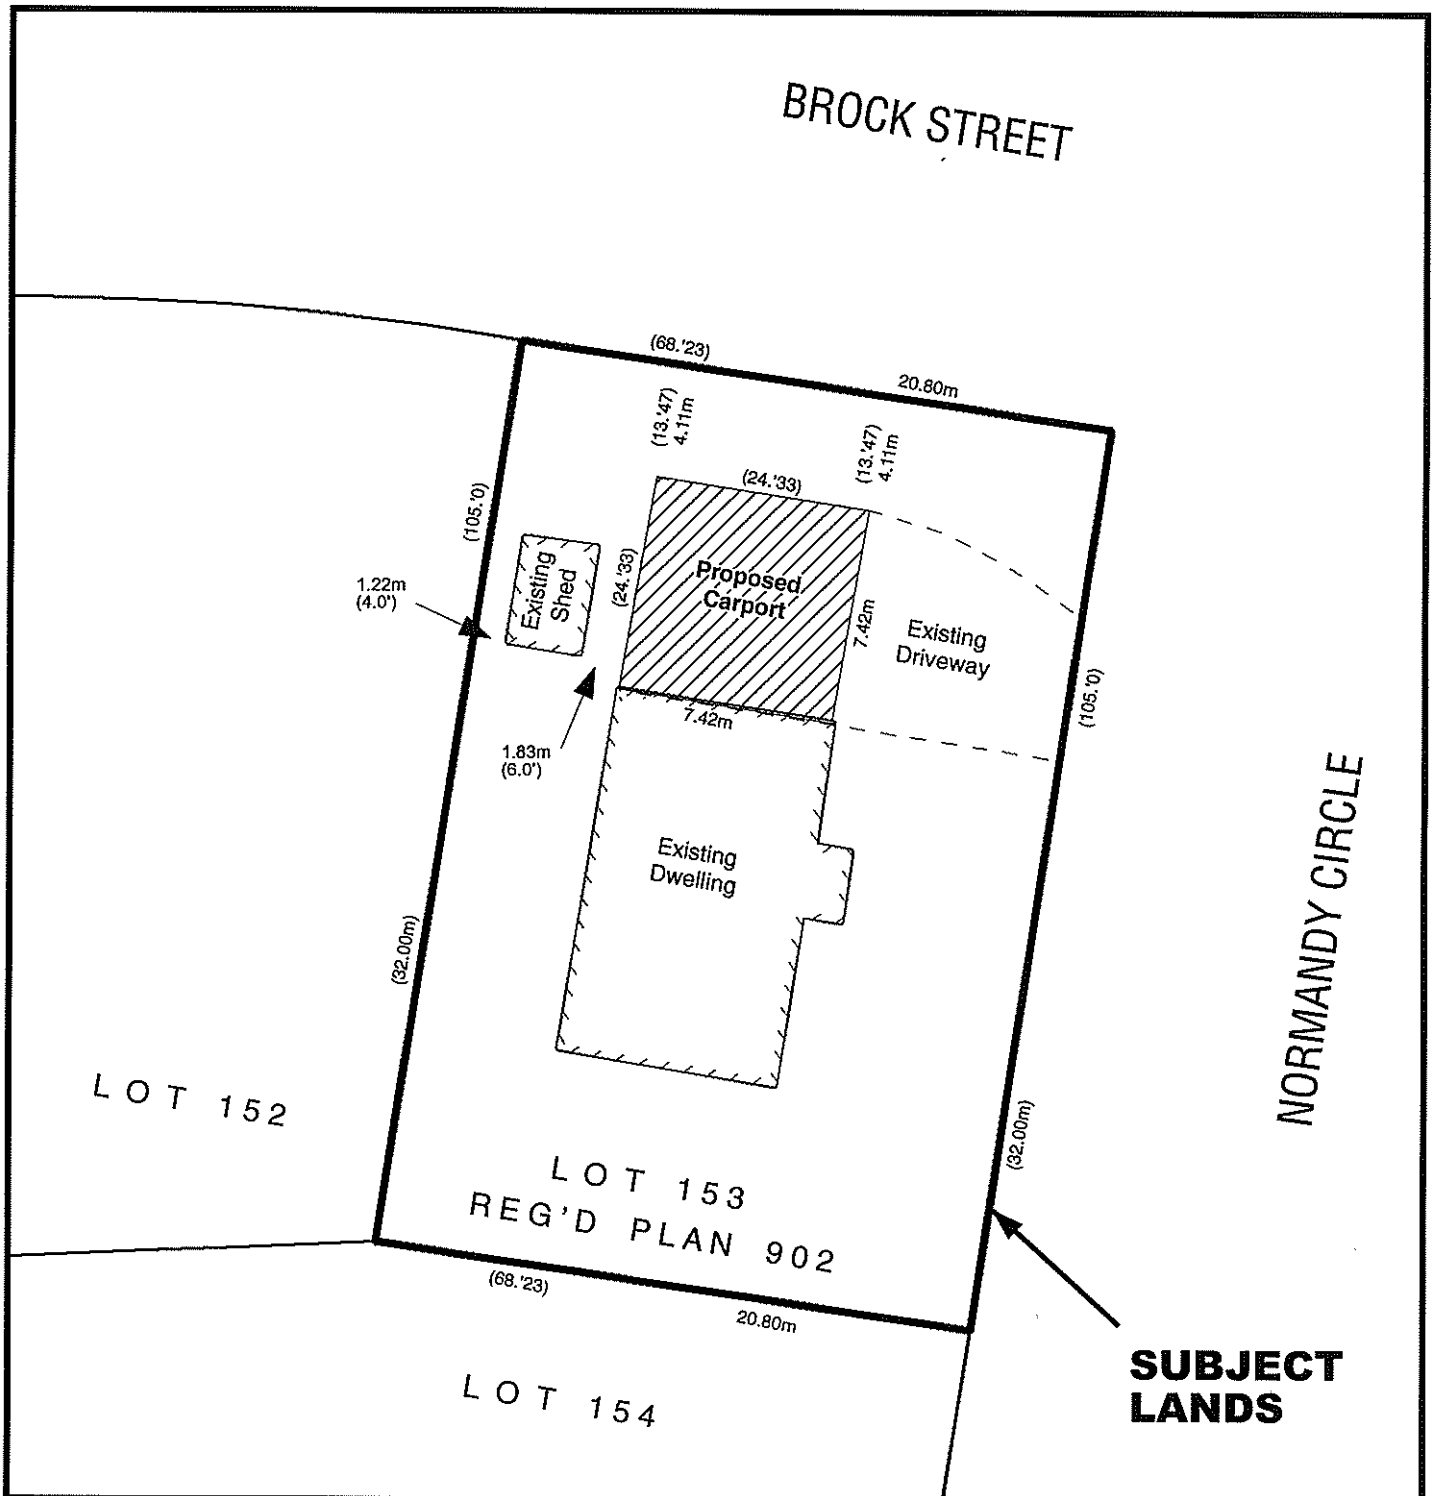 BROCK STREET
(68.'23)
20.80m
(13.'47)
4.11m
(13.'47)
4.11m
(24.'33)
(105.'0)
Existing
Shed
(24.'33)
Proposed
Carport
7.42m
Existing
Driveway
1.22m
(4.0')
(105.'0)
7.42m
1.83m
(6.0')
Existing
Dwelling
NORMANDY CIRCLE
(32.00m)
LOT 152
(32.00m)
LOT 153
REG'D PLAN 902
(68.'23)
20.80m
SUBJECT
LANDS
LOT 154